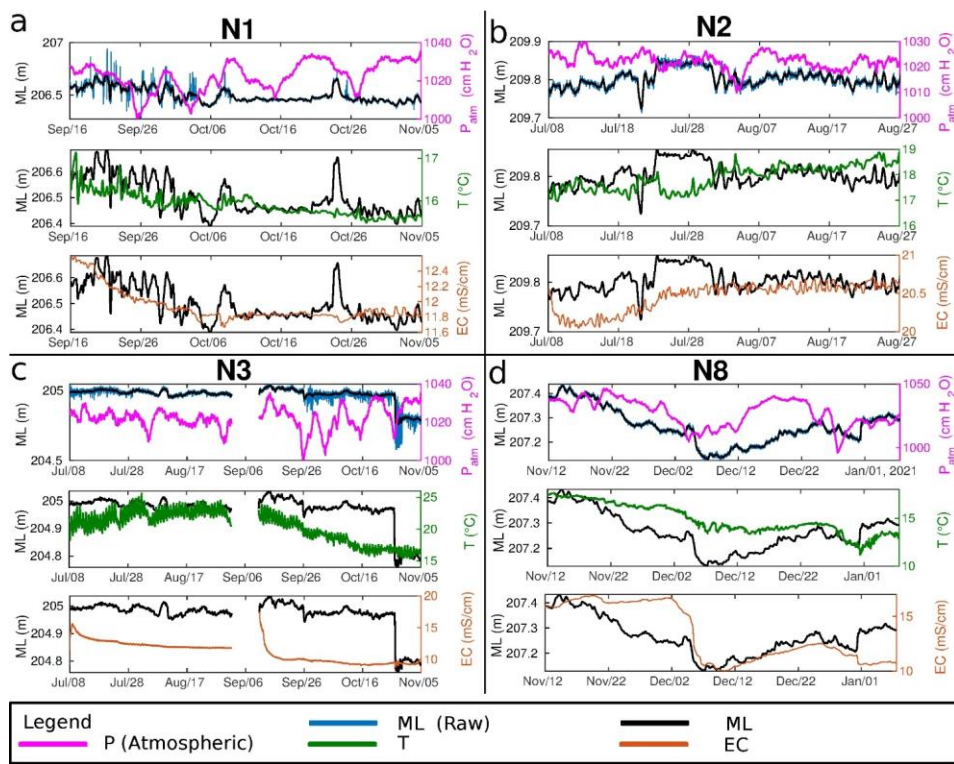 a N1
207
206.5
ML (m)
1040
1020
1000
P_atm (cm H_2O)
Sep/16 Sep/26 Oct/06 Oct/16 Oct/26 Nov/05
206.6
206.5
206.4
ML (m)
17
16
15
T (°C)
Sep/16 Sep/26 Oct/06 Oct/16 Oct/26 Nov/05
206.6
206.5
206.4
ML (m)
12.4
12.2
12
11.8
11.6
EC (mS/cm)
Sep/16 Sep/26 Oct/06 Oct/16 Oct/26 Nov/05
b N2
209.9
209.8
209.7
ML (m)
1030
1020
1010
1000
P_atm (cm H_2O)
Jul/08 Jul/18 Jul/28 Aug/07 Aug/17 Aug/27
209.8
209.7
ML (m)
19
18
17
16
T (°C)
Jul/08 Jul/18 Jul/28 Aug/07 Aug/17 Aug/27
209.8
209.7
ML (m)
21
20.5
20
EC (mS/cm)
Jul/08 Jul/18 Jul/28 Aug/07 Aug/17 Aug/27
c N3
205
204.5
ML (m)
1040
1020
1000
P_atm (cm H_2O)
Jul/08 Jul/28 Aug/17 Sep/06 Sep/26 Oct/16 Nov/05
205
204.9
204.8
ML (m)
25
20
15
T (°C)
Jul/08 Jul/28 Aug/17 Sep/06 Sep/26 Oct/16 Nov/05
205
204.9
204.8
ML (m)
20
15
10
EC (mS/cm)
Jul/08 Jul/28 Aug/17 Sep/06 Sep/26 Oct/16 Nov/05
d N8
207.4
207.3
207.2
ML (m)
1050
1000
P_atm (cm H_2O)
Nov/12 Nov/22 Dec/02 Dec/12 Dec/22 Jan/01, 2021
207.4
207.3
207.2
ML (m)
15
10
T (°C)
Nov/12 Nov/22 Dec/02 Dec/12 Dec/22 Jan/01
207.4
207.3
207.2
ML (m)
15
10
EC (mS/cm)
Nov/12 Nov/22 Dec/02 Dec/12 Dec/22 Jan/01
Legend ML (Raw) ML
P (Atmospheric) T EC